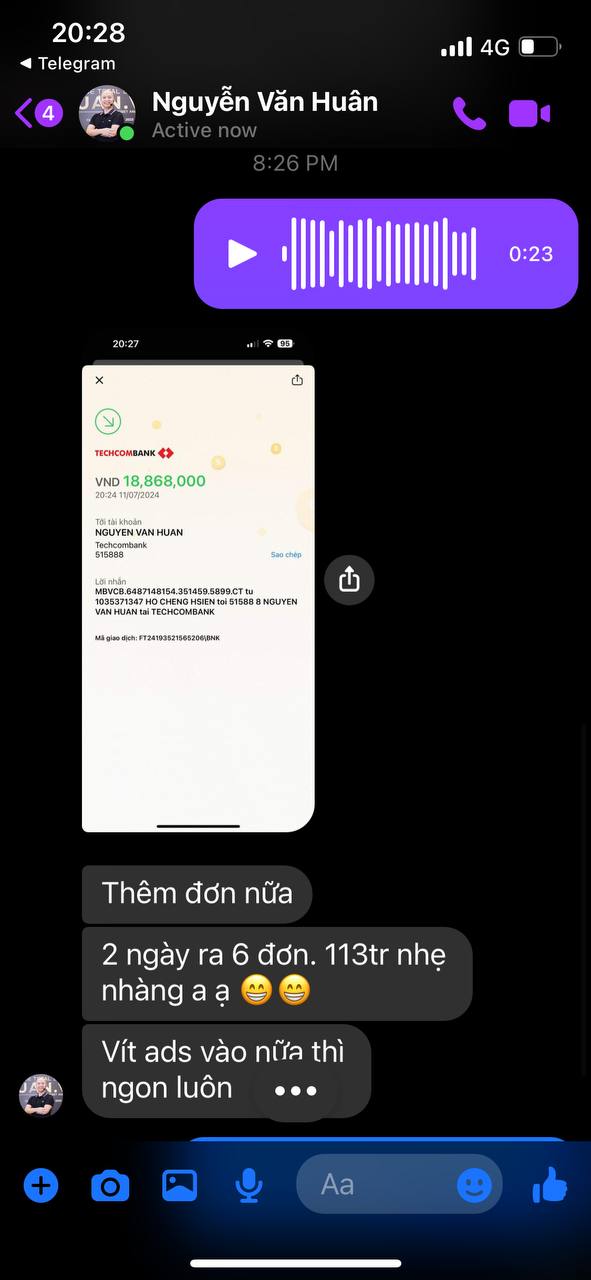 20:28
4G
◀ Telegram
4
Nguyễn Văn Huân
Active now
8:26 PM
0:23
20:27
95
TECHCOMBANK
VND 18,868,000
20:24 11/07/2024
Tới tài khoản
NGUYEN VAN HUAN
Techcombank
515888
Sao chép
Lời nhắn
MBVCB.6487148154.351459.5899.CT tu
1035371347 HO CHENG HSIEN toi 51588 8 NGUYEN
VAN HUAN tai TECHCOMBANK
Mã giao dịch: FT24193521565206\BNK
Thêm đơn nữa
2 ngày ra 6 đơn. 113tr nhẹ
nhàng a ạ 😁😁
Vít ads vào nữa thì
ngon luôn
Aa